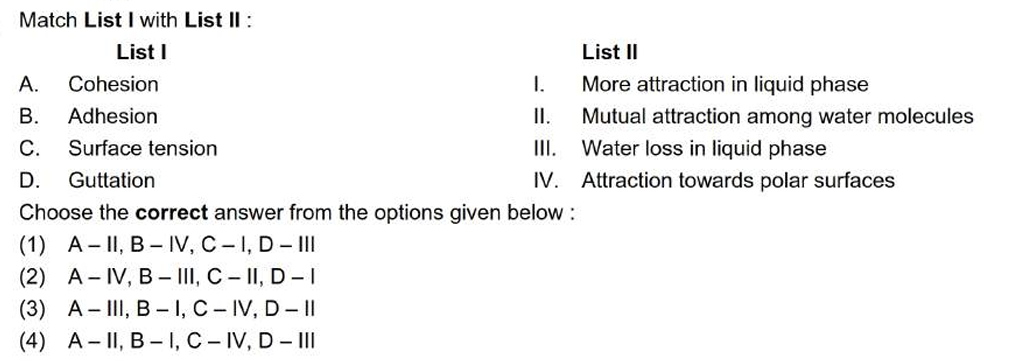 Match List I with List II :
List I List II
A. Cohesion I. More attraction in liquid phase
B. Adhesion II. Mutual attraction among water molecules
C. Surface tension III. Water loss in liquid phase
D. Guttation IV. Attraction towards polar surfaces
Choose the correct answer from the options given below :
(1) A – II, B – IV, C – I, D – III
(2) A – IV, B – III, C – II, D – I
(3) A – III, B – I, C – IV, D – II
(4) A – II, B – I, C – IV, D – III